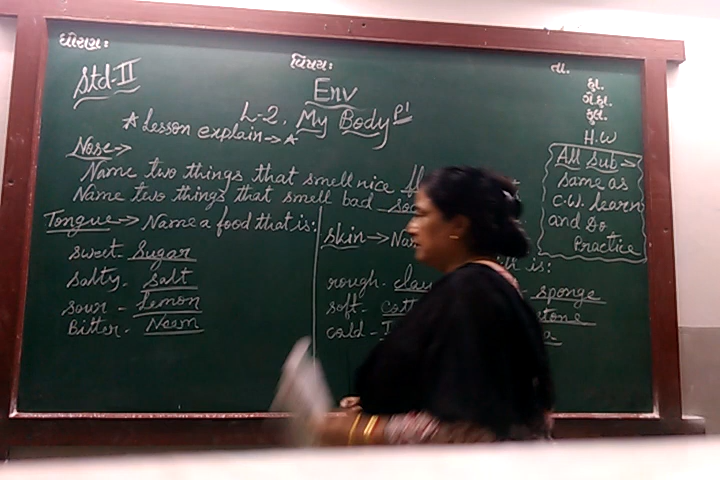 ધોરણ:
વિષય:
તા.
Std-II
Env
હા.
ગે.હા.
કુલ.
L-2. My Body P1
* Lesson explain→ *
H.W
All Sub→
Same as
C.W. learn
and do
Practice
Nose→
Name two things that smell nice
Name two things that smell bad
Tongue→ Name a food that is:
sweet- Sugar
salty- salt
sour - Lemon
Bitter- Neem
skin→ is:
rough- sponge
soft-
cold-